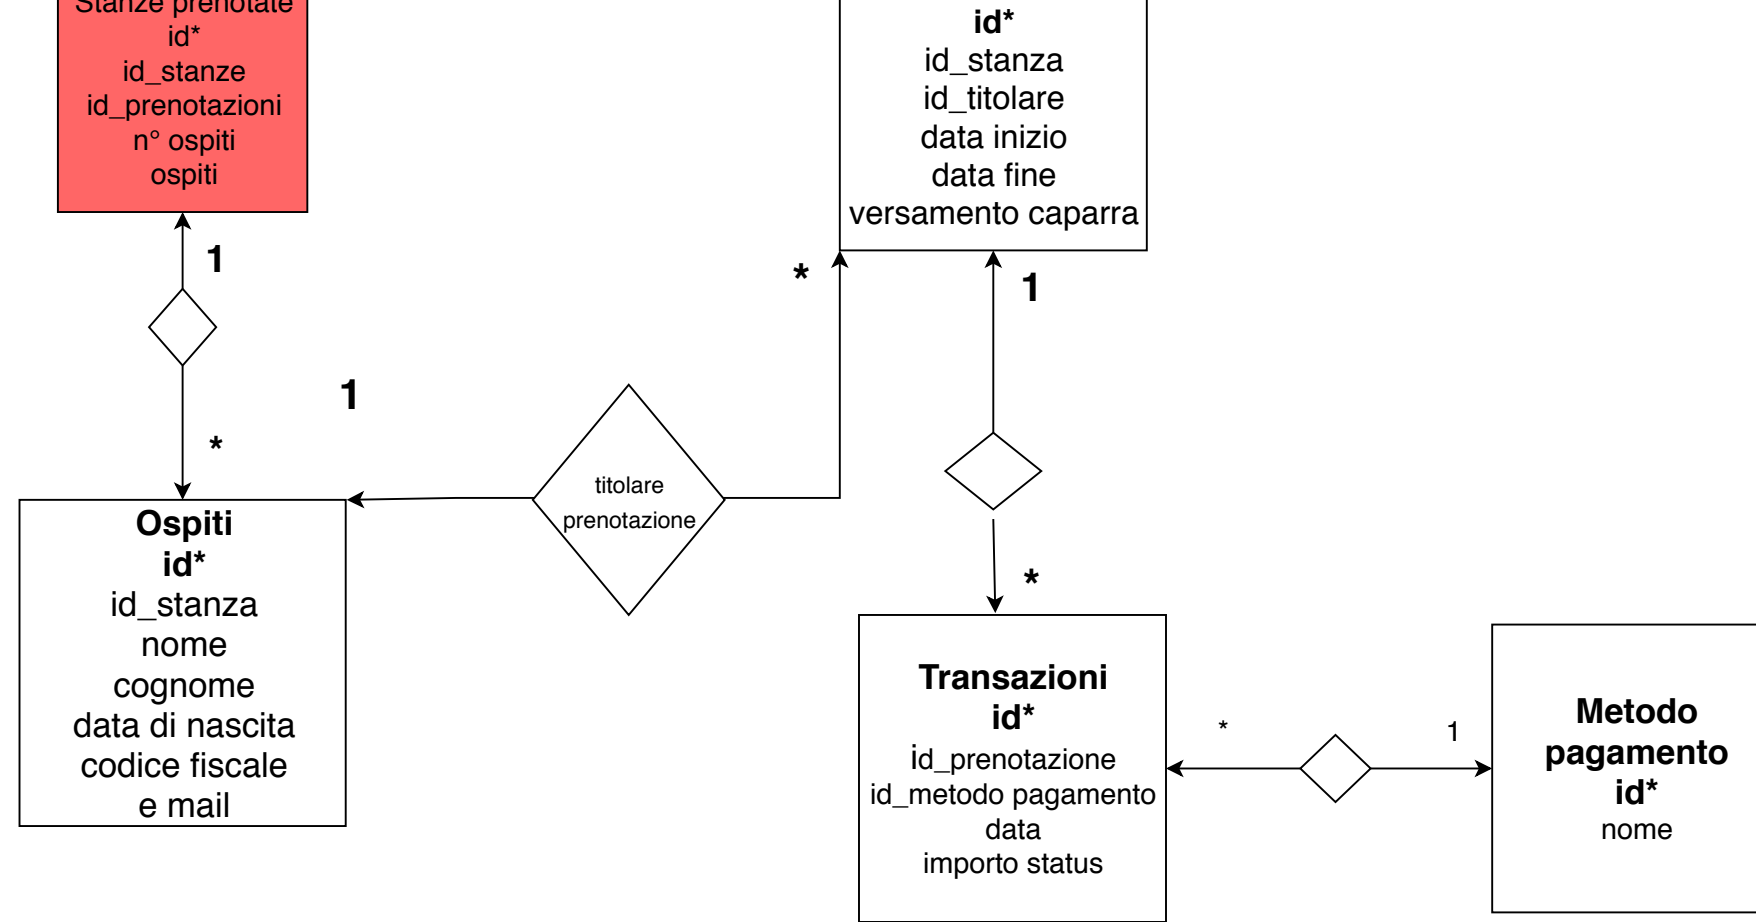 Stanze prenotate
id*
id_stanze
id_prenotazioni
n° ospiti
ospiti
id*
id_stanza
id_titolare
data inizio
data fine
versamento caparra
1
*
1
1
*
titolare
prenotazione
*
Ospiti
id*
id_stanza
nome
cognome
data di nascita
codice fiscale
e mail
Transazioni
id*
id_prenotazione
id_metodo pagamento
data
importo status
*
1
Metodo
pagamento
id*
nome